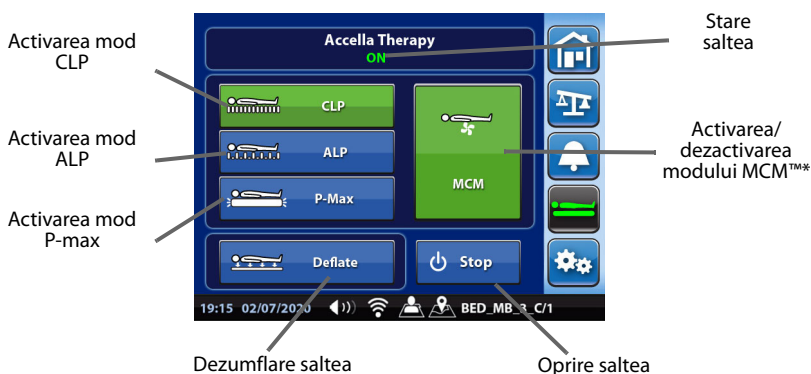 Activarea mod
CLP
Activarea mod
ALP
Activarea mod
P-max
Accella Therapy
ON
CLP
ALP
P-Max
MCM
Deflate
Stop
19:15 02/07/2020 BED_MB_3_C/1
Stare
saltea
Activarea/
dezactivarea
modului MCM™*
Dezumflare saltea
Oprire saltea